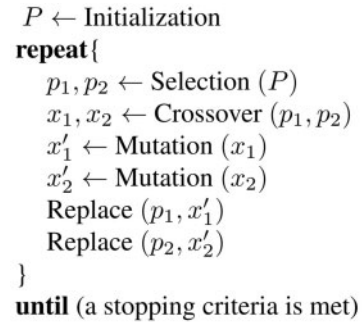 P ← Initialization
repeat{
p₁, p₂ ← Selection (P)
x₁, x₂ ← Crossover (p₁, p₂)
x′₁ ← Mutation (x₁)
x′₂ ← Mutation (x₂)
Replace (p₁, x′₁)
Replace (p₂, x′₂)
}
until (a stopping criteria is met)